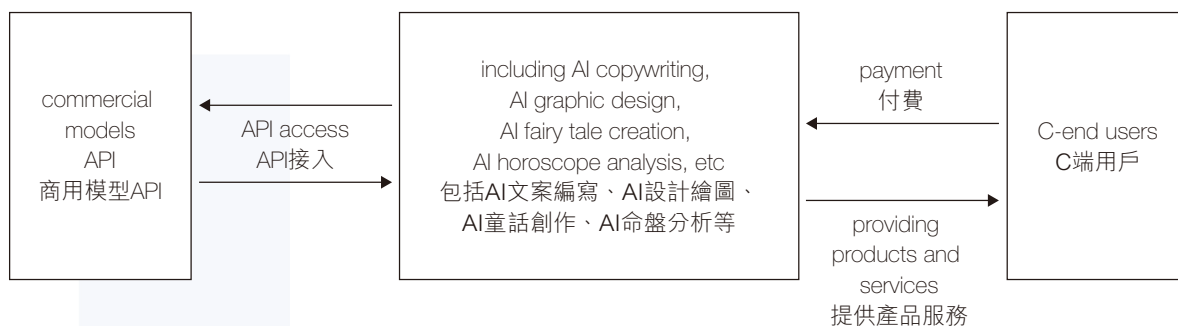 commercial
models
API
商用模型API
API access
API接入
including AI copywriting,
AI graphic design,
AI fairy tale creation,
AI horoscope analysis, etc
包括AI文案編寫、AI設計繪圖、
AI童話創作、AI命盤分析等
payment
付費
providing
products and
services
提供產品服務
C-end users
C端用戶